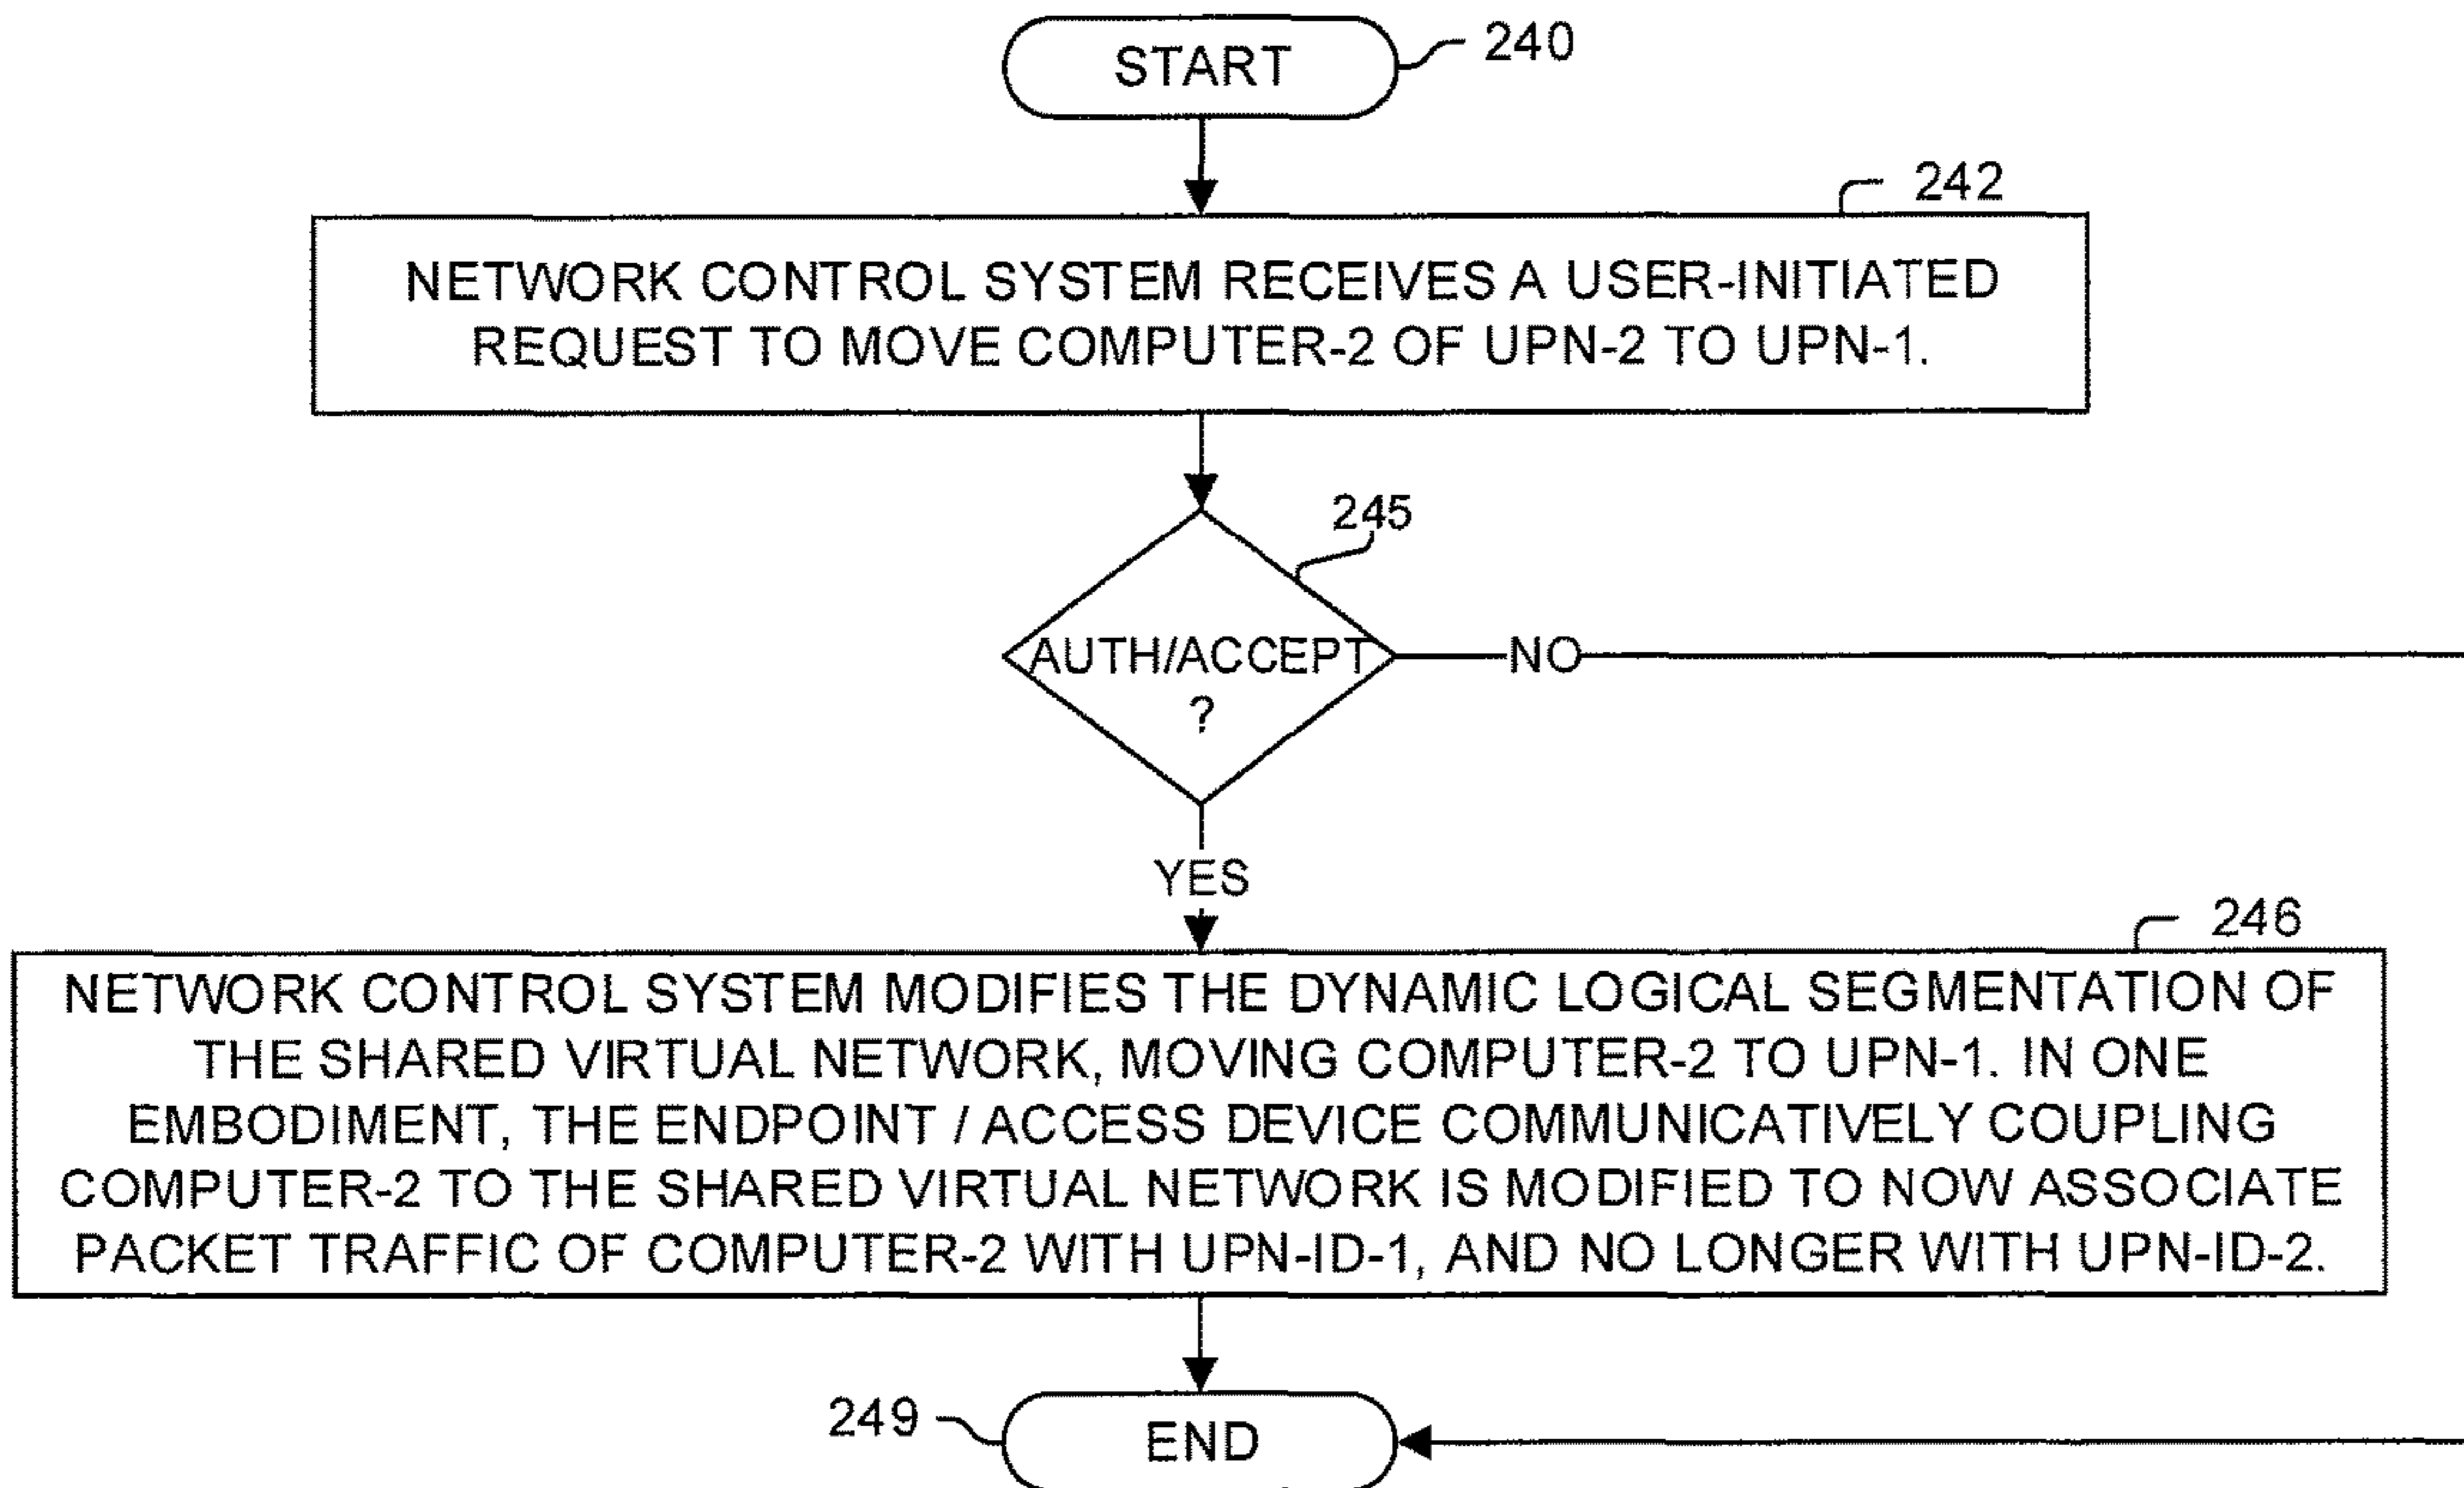 START
240
242
NETWORK CONTROL SYSTEM RECEIVES A USER-INITIATED
REQUEST TO MOVE COMPUTER-2 OF UPN-2 TO UPN-1.
245
AUTH/ACCEPT
?
NO
YES
246
NETWORK CONTROL SYSTEM MODIFIES THE DYNAMIC LOGICAL SEGMENTATION OF
THE SHARED VIRTUAL NETWORK, MOVING COMPUTER-2 TO UPN-1. IN ONE
EMBODIMENT, THE ENDPOINT / ACCESS DEVICE COMMUNICATIVELY COUPLING
COMPUTER-2 TO THE SHARED VIRTUAL NETWORK IS MODIFIED TO NOW ASSOCIATE
PACKET TRAFFIC OF COMPUTER-2 WITH UPN-ID-1, AND NO LONGER WITH UPN-ID-2.
249
END